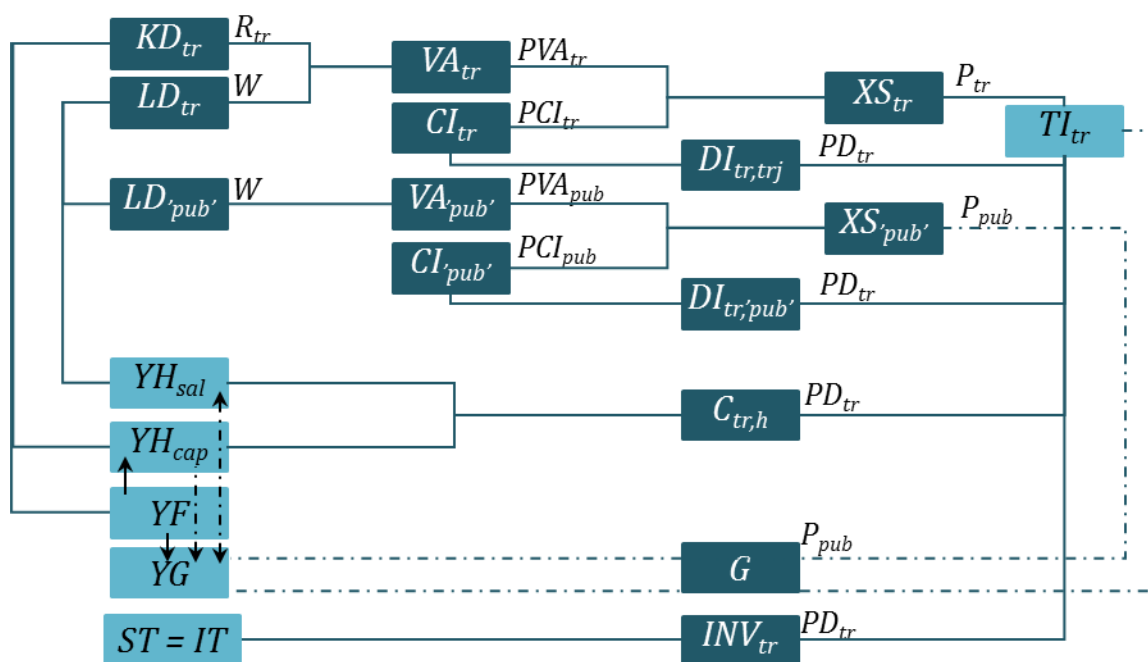 KD_tr R_tr
VA_tr PVA_tr
LD_tr W
XS_tr P_tr
CI_tr PCI_tr
TI_tr
DI_tr,trj PD_tr
LD_'pub' W
VA_'pub' PVA_pub
XS_'pub' P_pub
CI_'pub' PCI_pub
DI_tr,'pub' PD_tr
YH_sal
C_tr,h PD_tr
YH_cap
YF
YG
G P_pub
ST = IT
INV_tr PD_tr